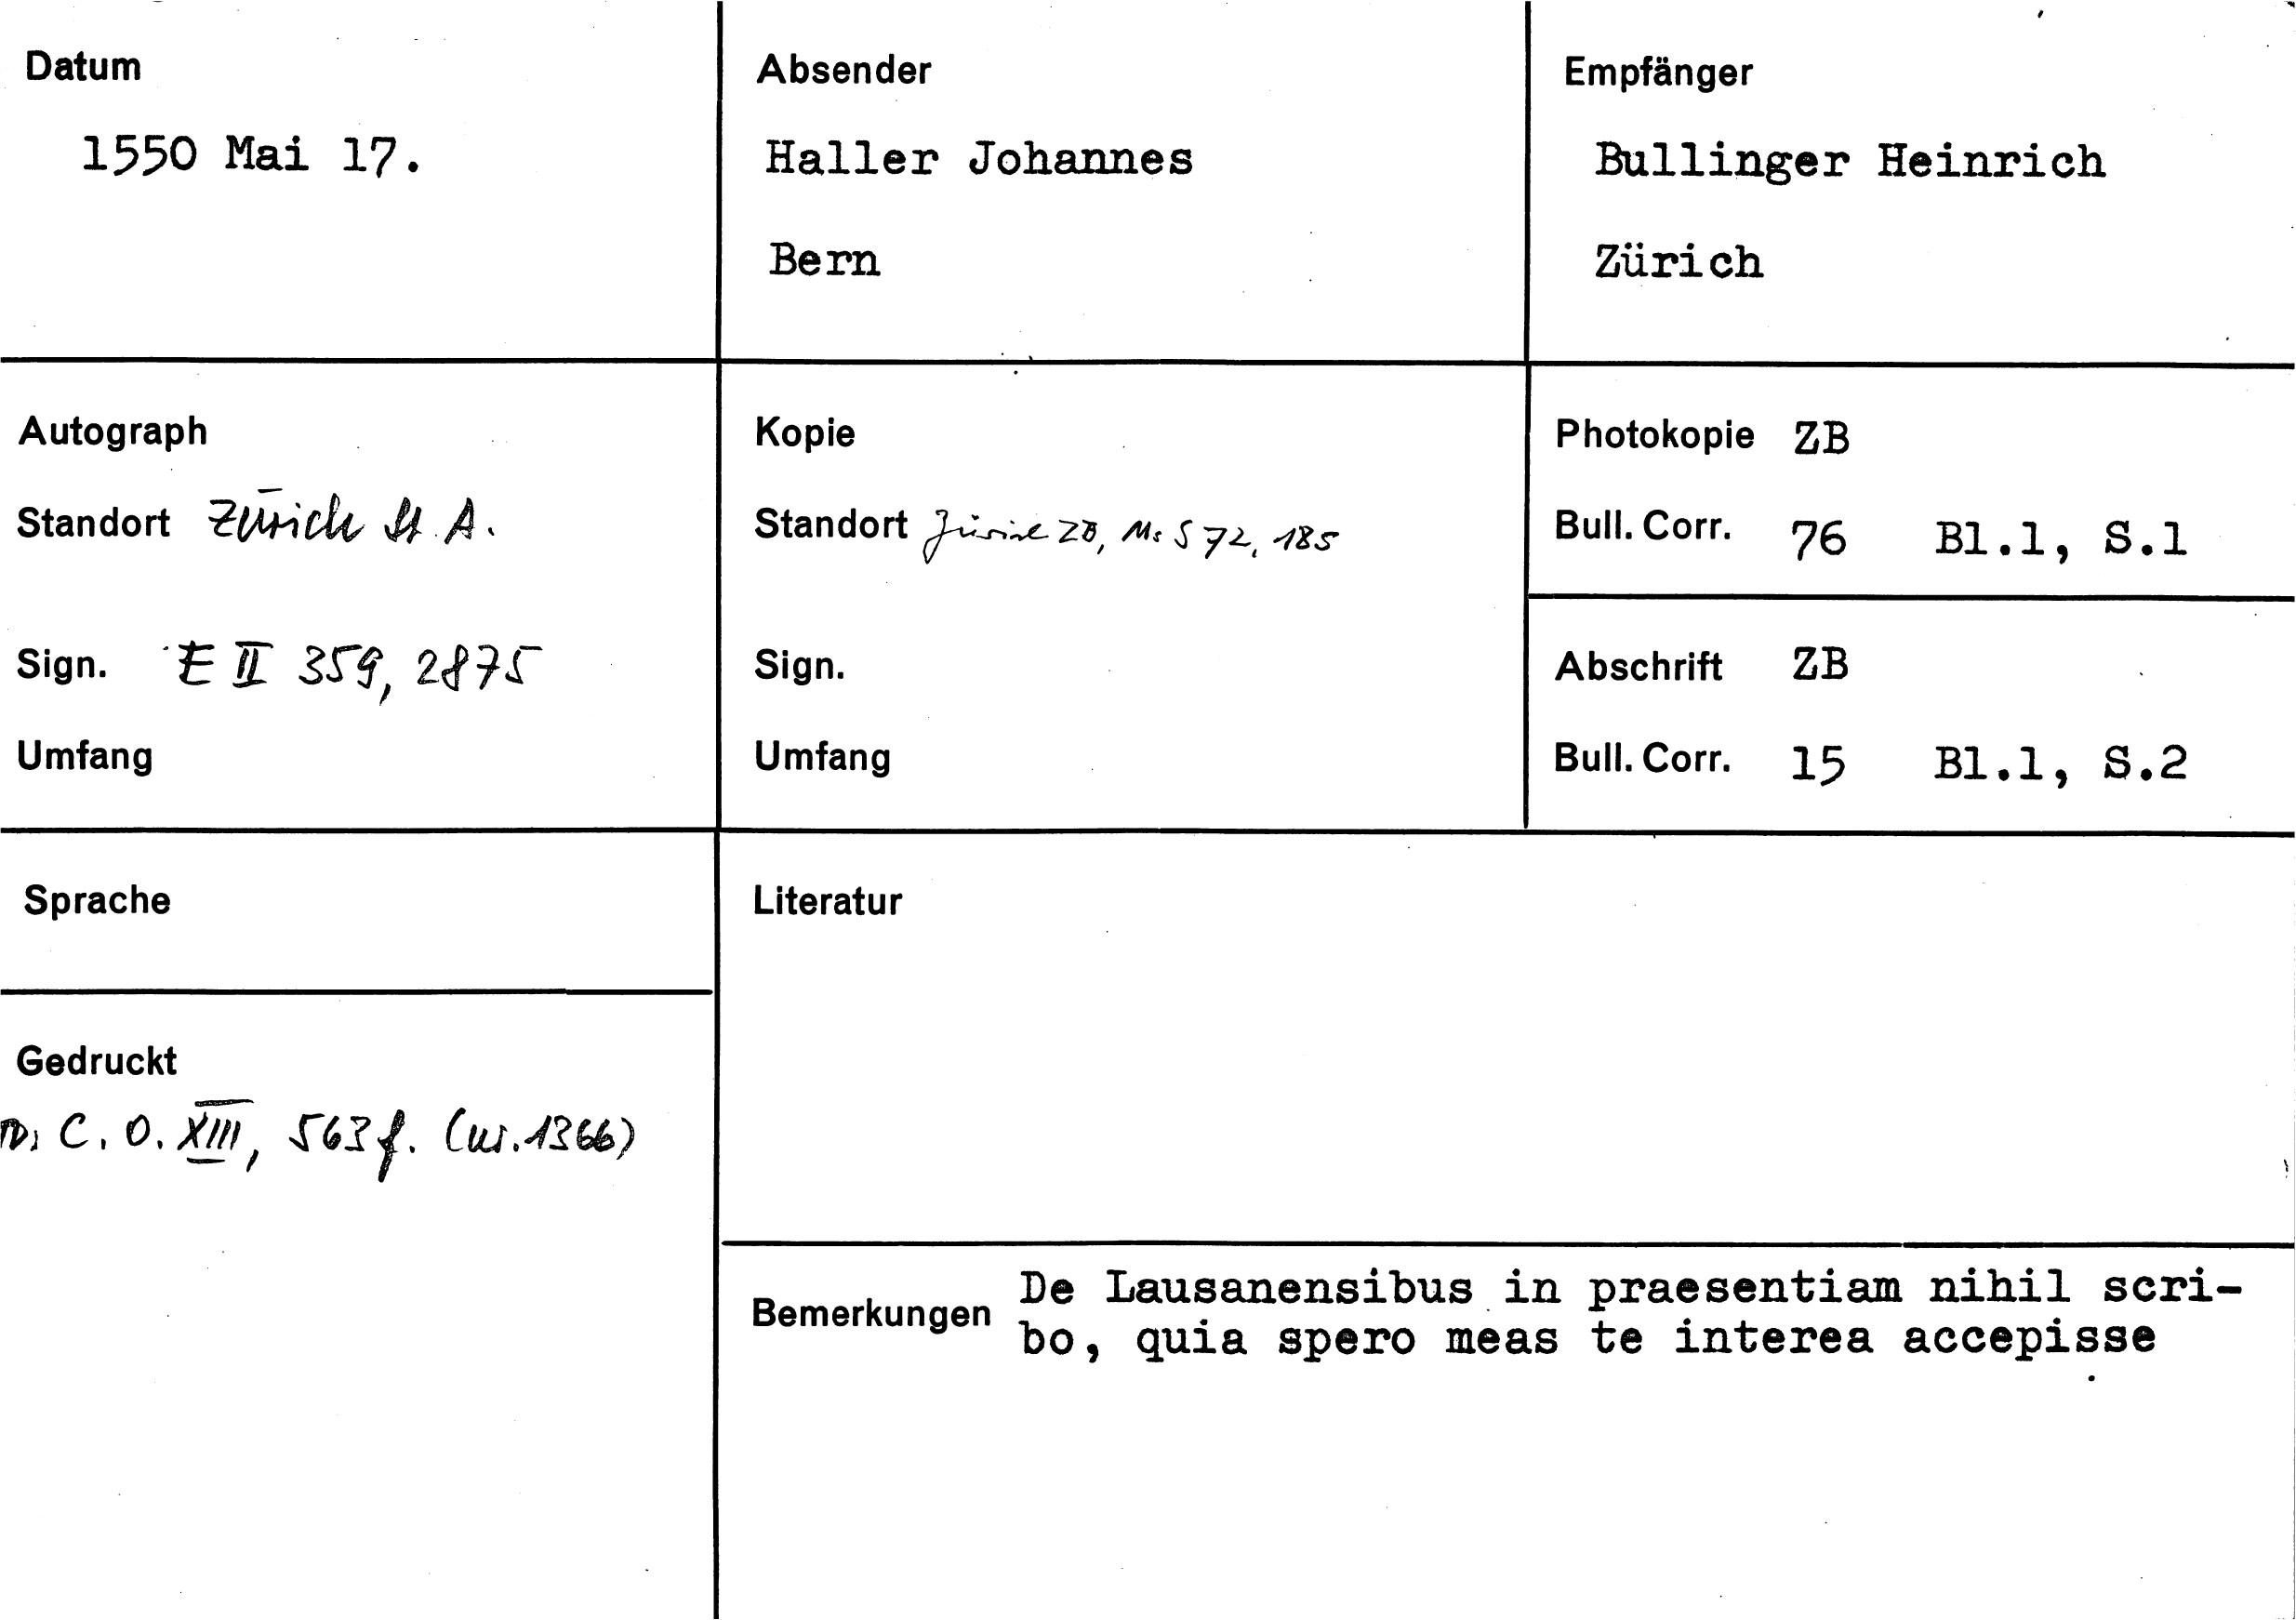 Datum
1550 Mai 17.
Absender
Haller Johannes
Bern
Empfänger
Bullinger Heinrich
Zürich
Autograph
Standort Zürich St. A.
Sign. E II 359, 2875
Umfang
Kopie
Standort Zürich ZB, Ms S 72, 185
Sign.
Umfang
Photokopie ZB
Bull. Corr. 76 Bl.1, S.1
Abschrift ZB
Bull. Corr. 15 Bl.1, S.2
Sprache
Gedruckt
C. O. XIII, 563 f. (nr. 1366)
Literatur
Bemerkungen
De Lausanensibus in praesentiam nihil scri-
bo, quia spero meas te interea accepisse